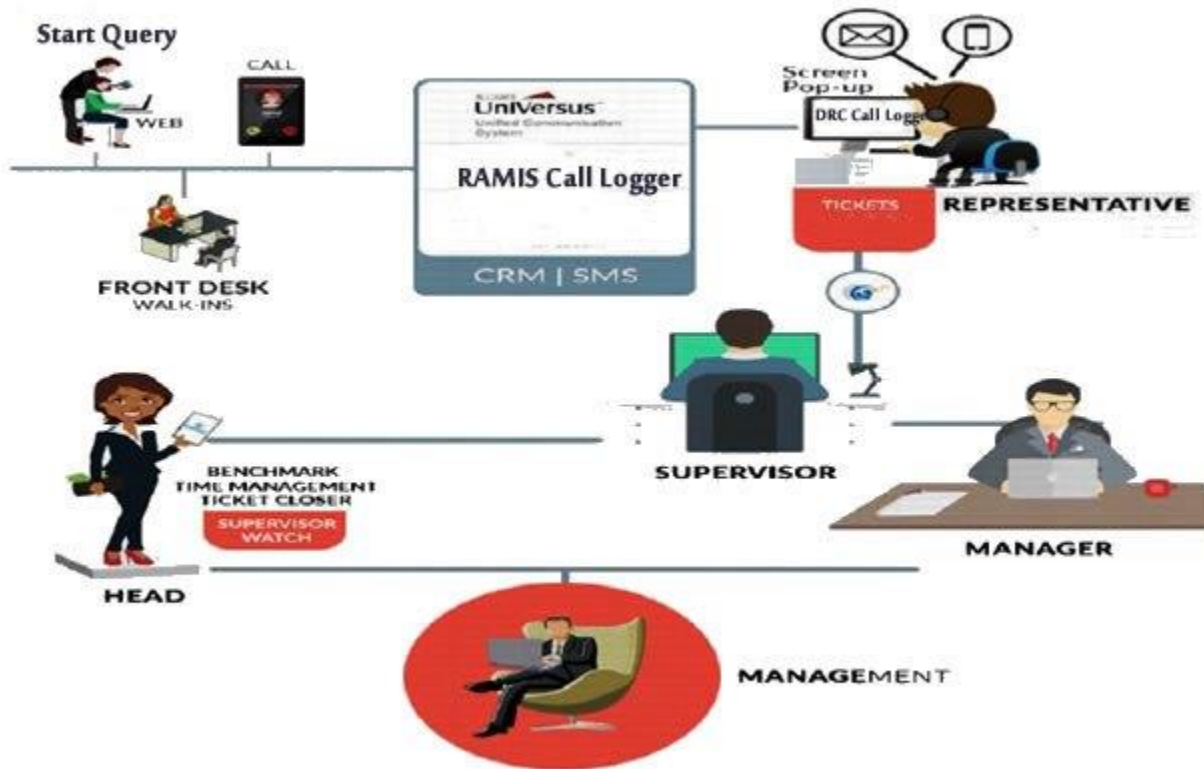 Start Query
WEB
CALL
FRONT DESK
WALK-INS
UniVersus
Unified Communication
System
RAMIS Call Logger
CRM | SMS
Screen
Pop-up
DRC Call Logg
TICKETS
REPRESENTATIVE
SUPERVISOR
MANAGER
BENCHMARK
TIME MANAGEMENT
TICKET CLOSER
SUPERVISOR
WATCH
HEAD
MANAGEMENT